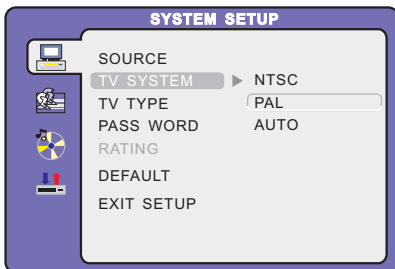 SYSTEM SETUP
SOURCE
TV SYSTEM NTSC
TV TYPE PAL
PASS WORD AUTO
RATING
DEFAULT
EXIT SETUP